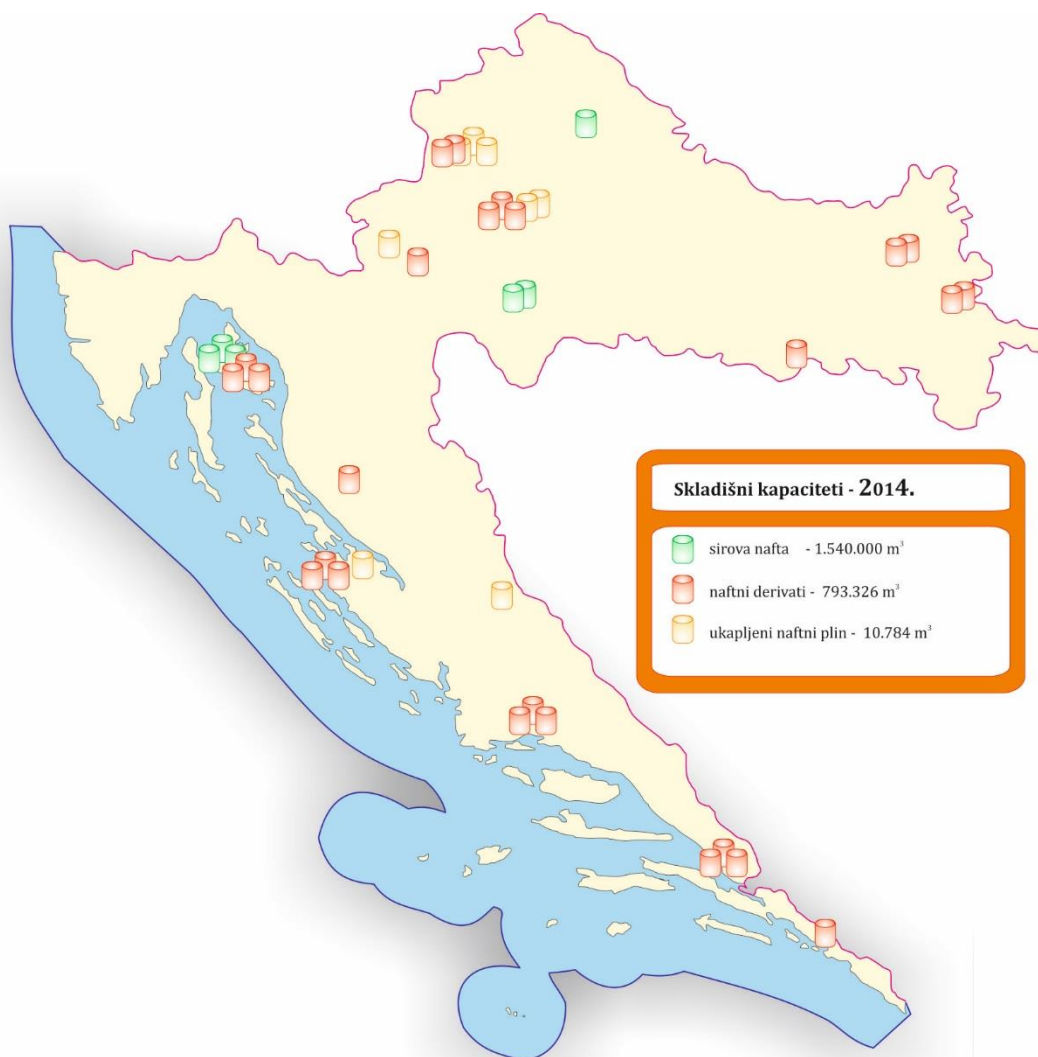 Skladišni kapaciteti - 2014.
sirova nafta - 1.540.000 m³
naftni derivati - 793.326 m³
ukapljeni naftni plin - 10.784 m³